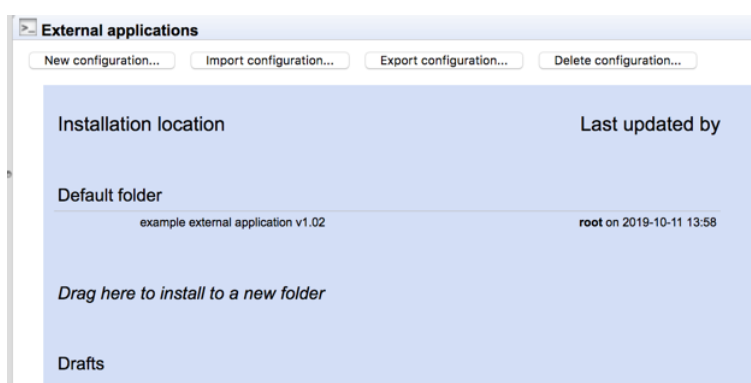 External applications
New configuration... Import configuration... Export configuration... Delete configuration...
Installation location Last updated by
Default folder
example external application v1.02 root on 2019-10-11 13:58
Drag here to install to a new folder
Drafts